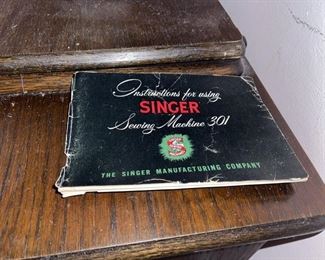 Instructions for using
SINGER
Sewing Machine 301
S
THE SINGER MANUFACTURING COMPANY